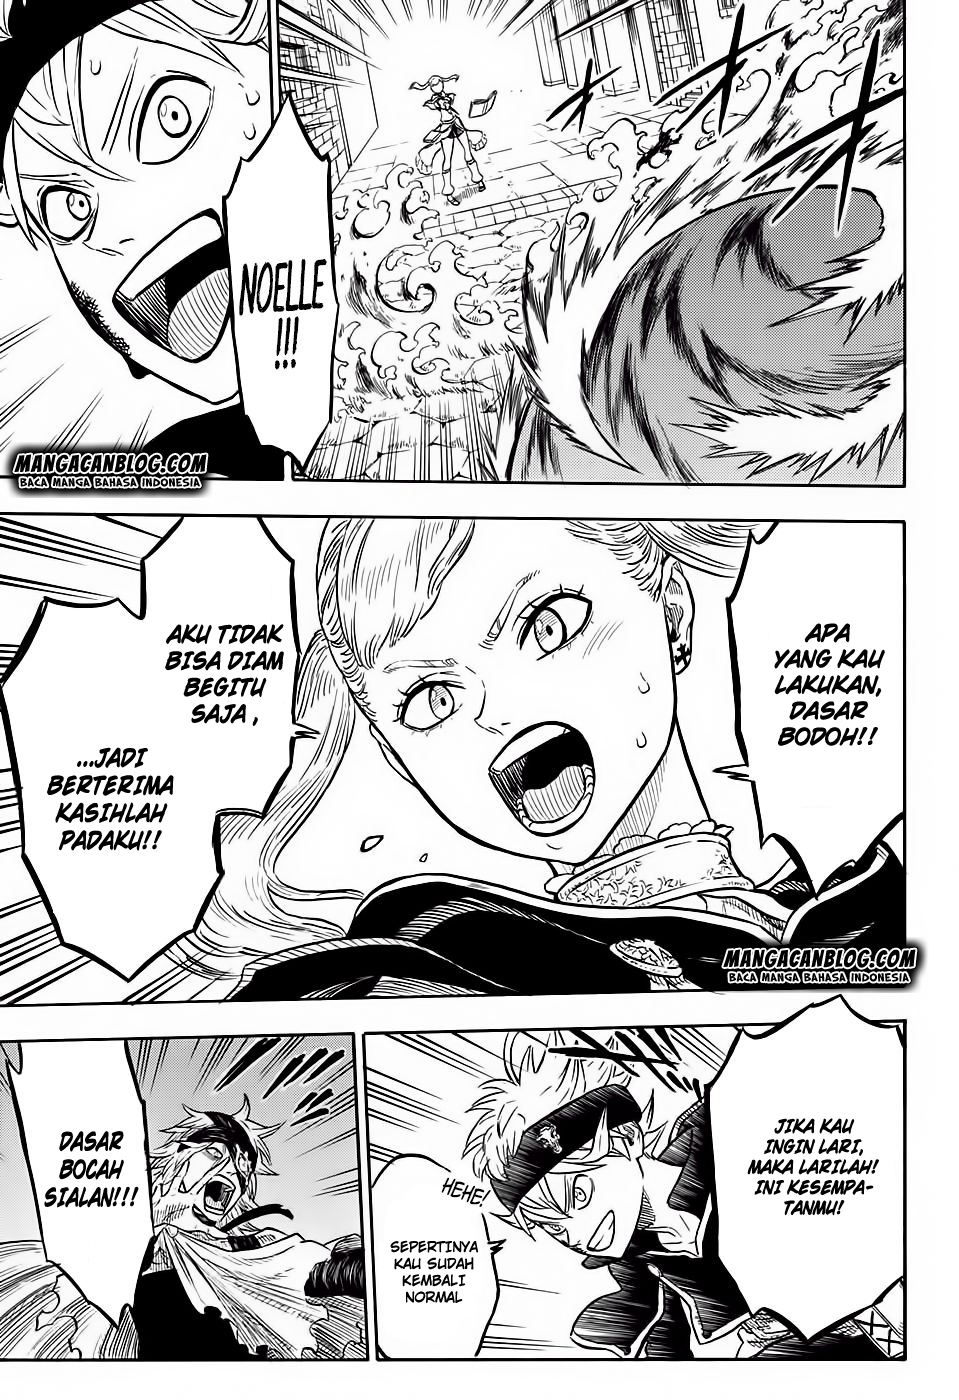 NOELLE
!!!
MANGACANBLOG.COM
BACA MANGA BAHASA INDONESIA
APA
YANG KAU
LAKUKAN,
DASAR
BODOH!!
AKU TIDAK
BISA DIAM
BEGITU
SAJA ,
...JADI
BERTERIMA
KASIHLAH
PADAKU!!
MANGACANBLOG.COM
BACA MANGA BAHASA INDONESIA
JIKA KAU
INGIN LARI,
MAKA LARILAH!
INI KESEMPA-
TANMU!
HEHE!
SEPERTINYA
KAU SUDAH
KEMBALI
NORMAL
DASAR
BOCAH
SIALAN!!!